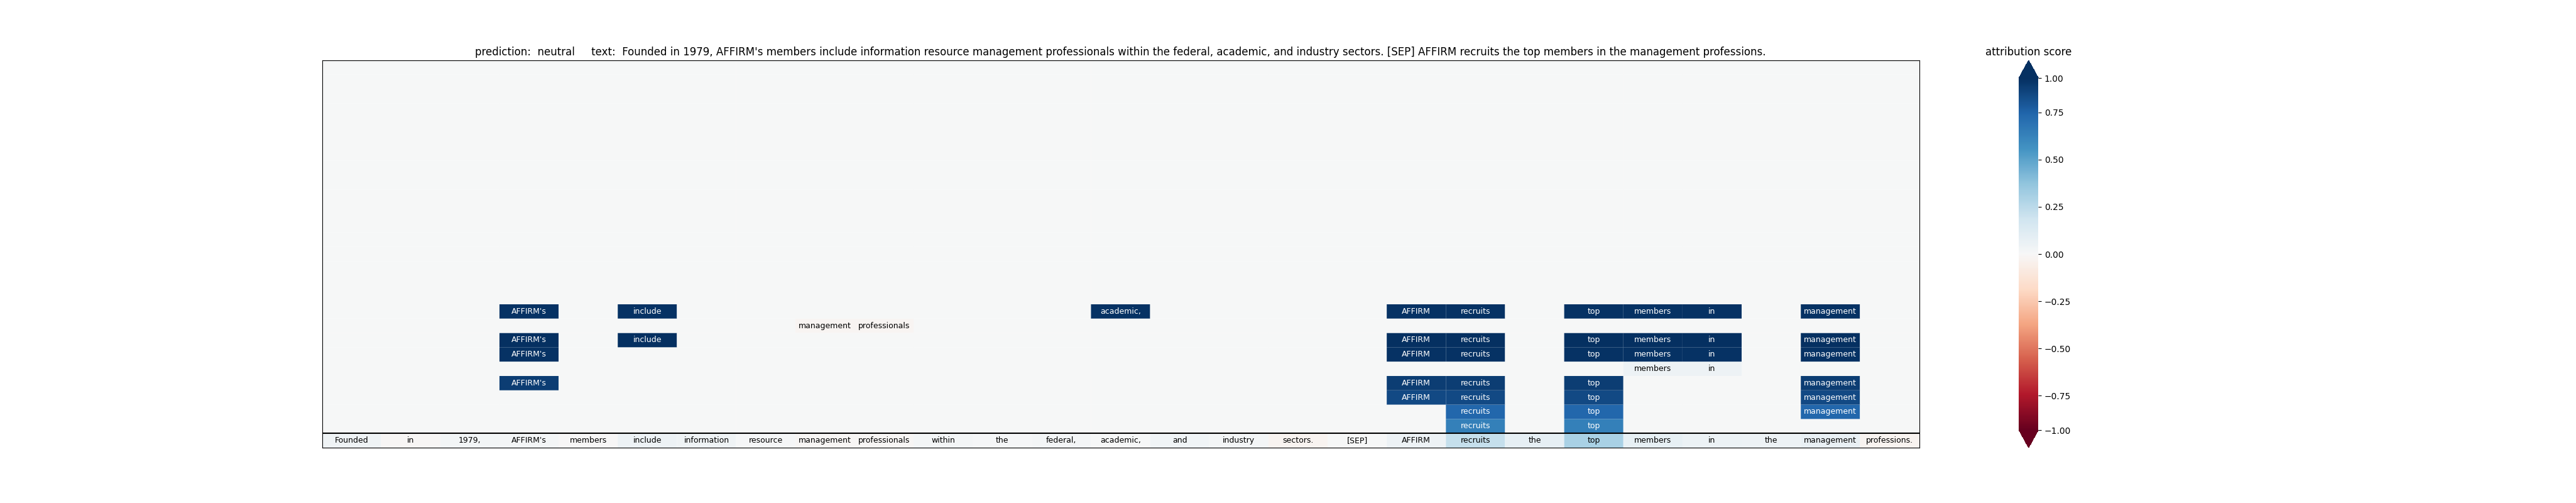 prediction: neutral text: Founded in 1979, AFFIRM's members include information resource management professionals within the federal, academic, and industry sectors. [SEP] AFFIRM recruits the top members in the management professions.
attribution score
1.00
0.75
0.50
0.25
0.00
−0.25
−0.50
−0.75
−1.00
AFFIRM's include academic, AFFIRM recruits top members in management
management professionals
AFFIRM's include AFFIRM recruits top members in management
AFFIRM's AFFIRM recruits top members in management
members in
AFFIRM's AFFIRM recruits top management
AFFIRM recruits top management
recruits top management
recruits top
Founded in 1979, AFFIRM's members include information resource management professionals within the federal, academic, and industry sectors. [SEP] AFFIRM recruits the top members in the management professions.